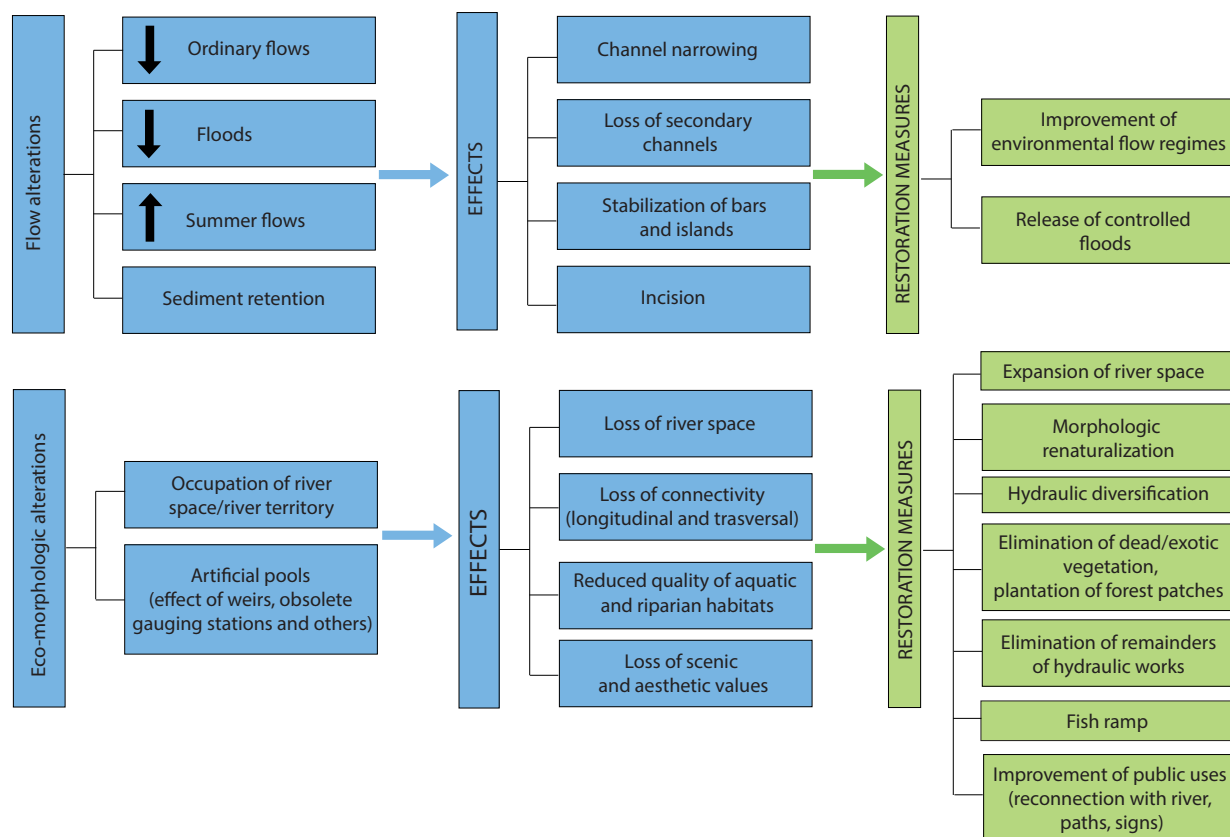 Flow alterations
Ordinary flows
Floods
Summer flows
Sediment retention
EFFECTS
Channel narrowing
Loss of secondary
channels
Stabilization of bars
and islands
Incision
RESTORATION MEASURES
Improvement of
environmental flow regimes
Release of controlled
floods
Eco-morphologic alterations
Occupation of river
space/river territory
Artificial pools
(effect of weirs, obsolete
gauging stations and others)
EFFECTS
Loss of river space
Loss of connectivity
(longitudinal and trasversal)
Reduced quality of aquatic
and riparian habitats
Loss of scenic
and aesthetic values
RESTORATION MEASURES
Expansion of river space
Morphologic
renaturalization
Hydraulic diversification
Elimination of dead/exotic
vegetation,
plantation of forest patches
Elimination of remainders
of hydraulic works
Fish ramp
Improvement of public uses
(reconnection with river,
paths, signs)